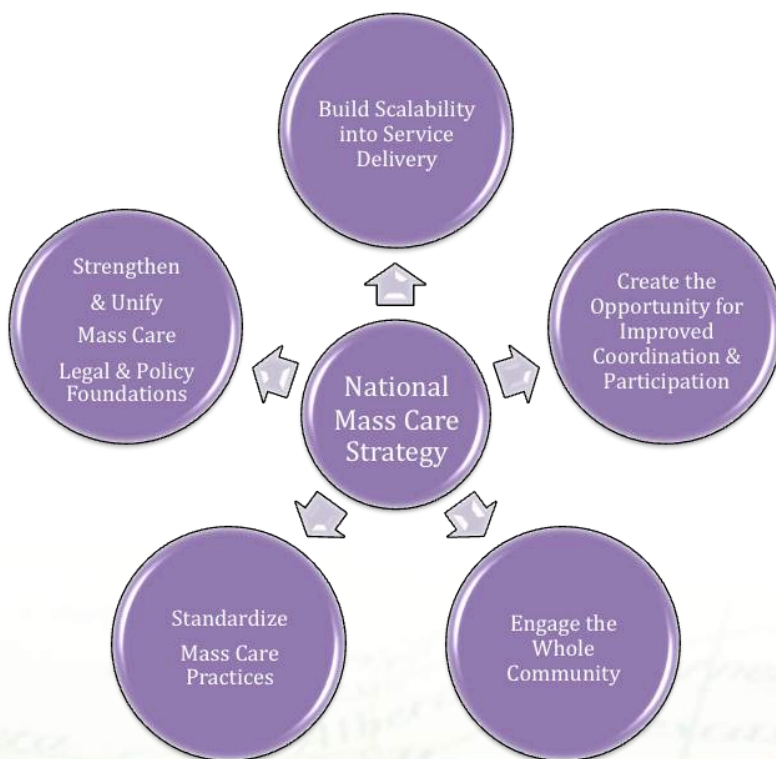 Build Scalability
into Service
Delivery
Strengthen
& Unify
Mass Care
Legal & Policy
Foundations
Create the
Opportunity for
Improved
Coordination &
Participation
National
Mass Care
Strategy
Standardize
Mass Care
Practices
Engage the
Whole
Community